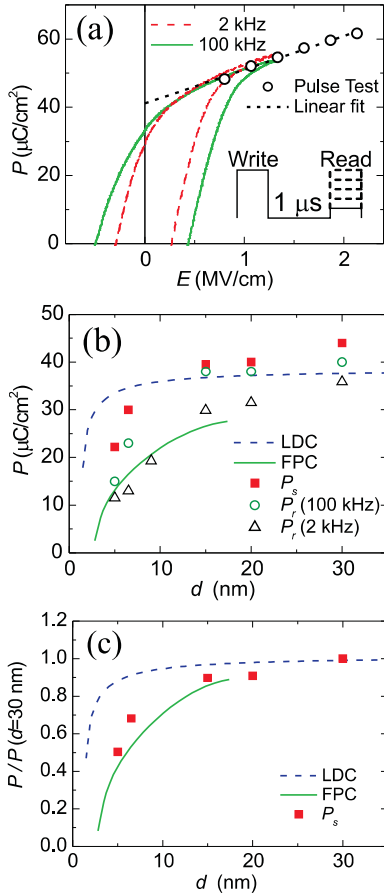 (a)
2 kHz
100 kHz
Pulse Test
Linear fit
Write
Read
1 μs
P (μC/cm²)
60
40
20
0
0
1
2
E (MV/cm)
(b)
P (μC/cm²)
50
40
30
20
10
0
LDC
FPC
Ps
Pr (100 kHz)
Pr (2 kHz)
0
10
20
30
d (nm)
(c)
P /P (d=30 nm)
1.2
1.0
0.8
0.6
0.4
0.2
0.0
LDC
FPC
Ps
0
10
20
30
d (nm)